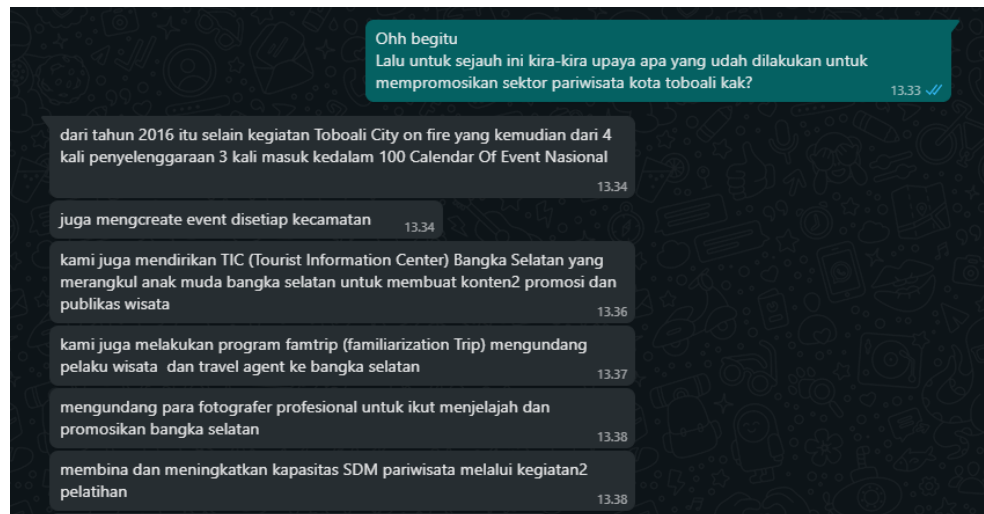 Ohh begitu
Lalu untuk sejauh ini kira-kira upaya apa yang udah dilakukan untuk
mempromosikan sektor pariwisata kota toboali kak?
13.33
dari tahun 2016 itu selain kegiatan Toboali City on fire yang kemudian dari 4
kali penyelenggaraan 3 kali masuk kedalam 100 Calendar Of Event Nasional
13.34
juga mengcreate event disetiap kecamatan 13.34
kami juga mendirikan TIC (Tourist Information Center) Bangka Selatan yang
merangkul anak muda bangka selatan untuk membuat konten2 promosi dan
publikas wisata
13.36
kami juga melakukan program famtrip (familiarization Trip) mengundang
pelaku wisata dan travel agent ke bangka selatan
13.37
mengundang para fotografer profesional untuk ikut menjelajah dan
promosikan bangka selatan
13.38
membina dan meningkatkan kapasitas SDM pariwisata melalui kegiatan2
pelatihan
13.38